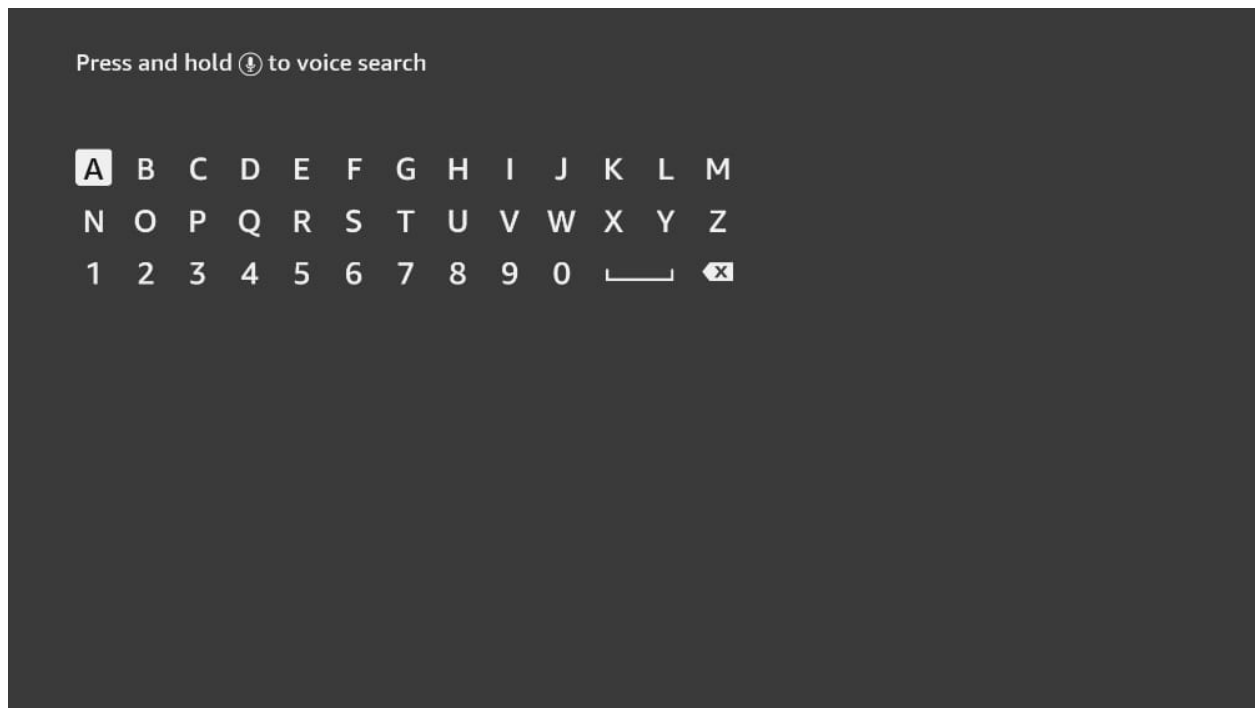 Press and hold to voice search
A B C D E F G H I J K L M
N O P Q R S T U V W X Y Z
1 2 3 4 5 6 7 8 9 0